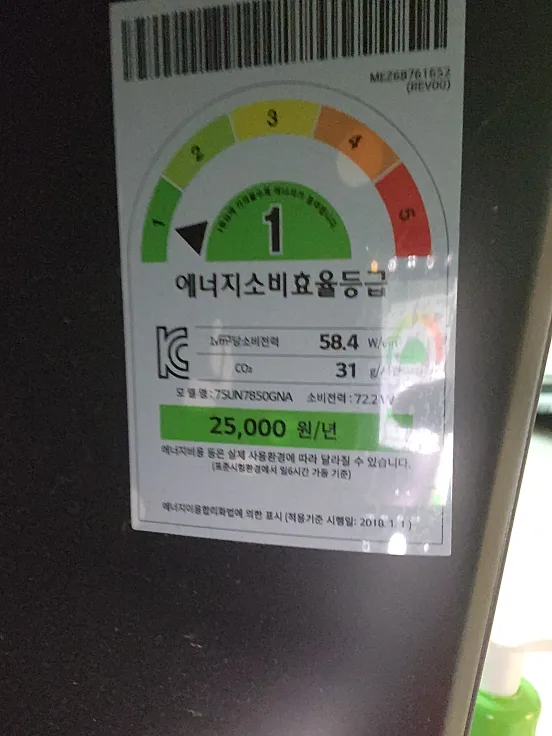 MEZ68761652
(REV00)
1 2 3 4 5
1
에너지소비효율등급
1√m²당소비전력 58.4
CO₂ 31
모델명 : 75UN7850GNA 소비전력 : 72.2
25,000 원/년
에너지비용 등은 실제 사용환경에 따라 달라질 수 있습니다.
(표준시험환경에서 일6시간 가동 기준)
에너지이용합리화법에 의한 표시 (적용기준 시행일: 2018. 1. 1)